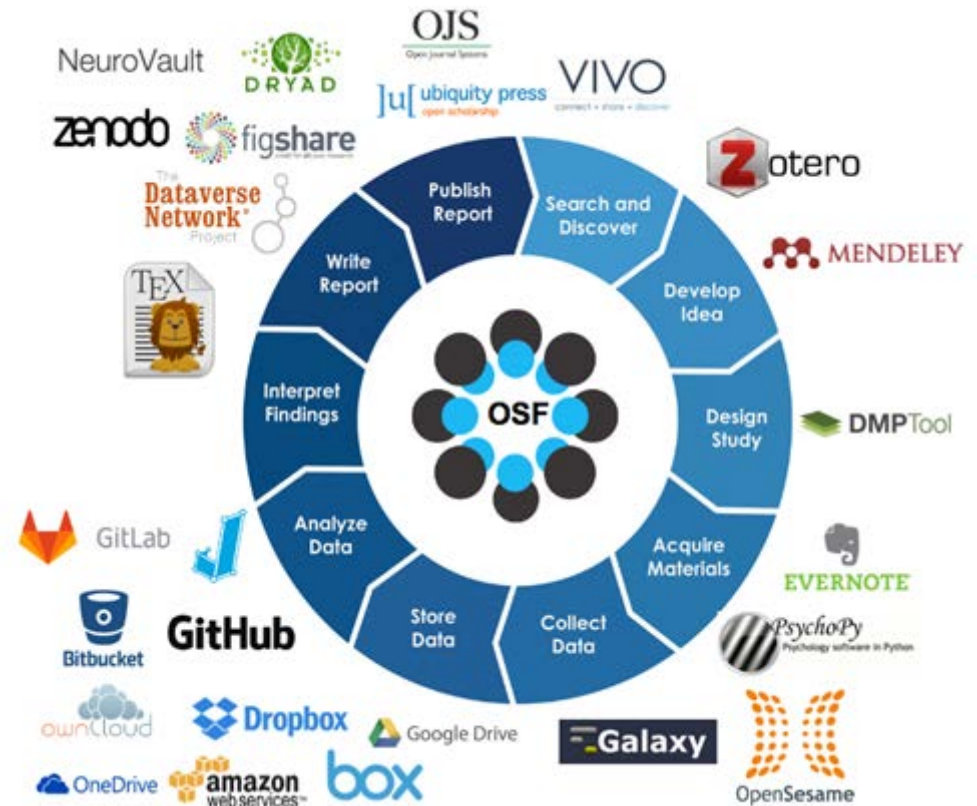 NeuroVault
DRYAD
OJS
Open Journal Systems
]u[ ubiquity press
open scholarship
VIVO
connect • share • discover
zenodo
figshare
The
Dataverse
Network
Project
Zotero
MENDELEY
TEX
Publish
Report
Search and
Discover
Write
Report
Develop
Idea
Interpret
Findings
OSF
Design
Study
DMPTool
Analyze
Data
Acquire
Materials
Store
Data
Collect
Data
GitLab
Bitbucket
GitHub
EVERNOTE
PsychoPy
Psychology software in Python
ownCloud
Dropbox
Google Drive
Galaxy
OneDrive
amazon
webservices™
box
OpenSesame